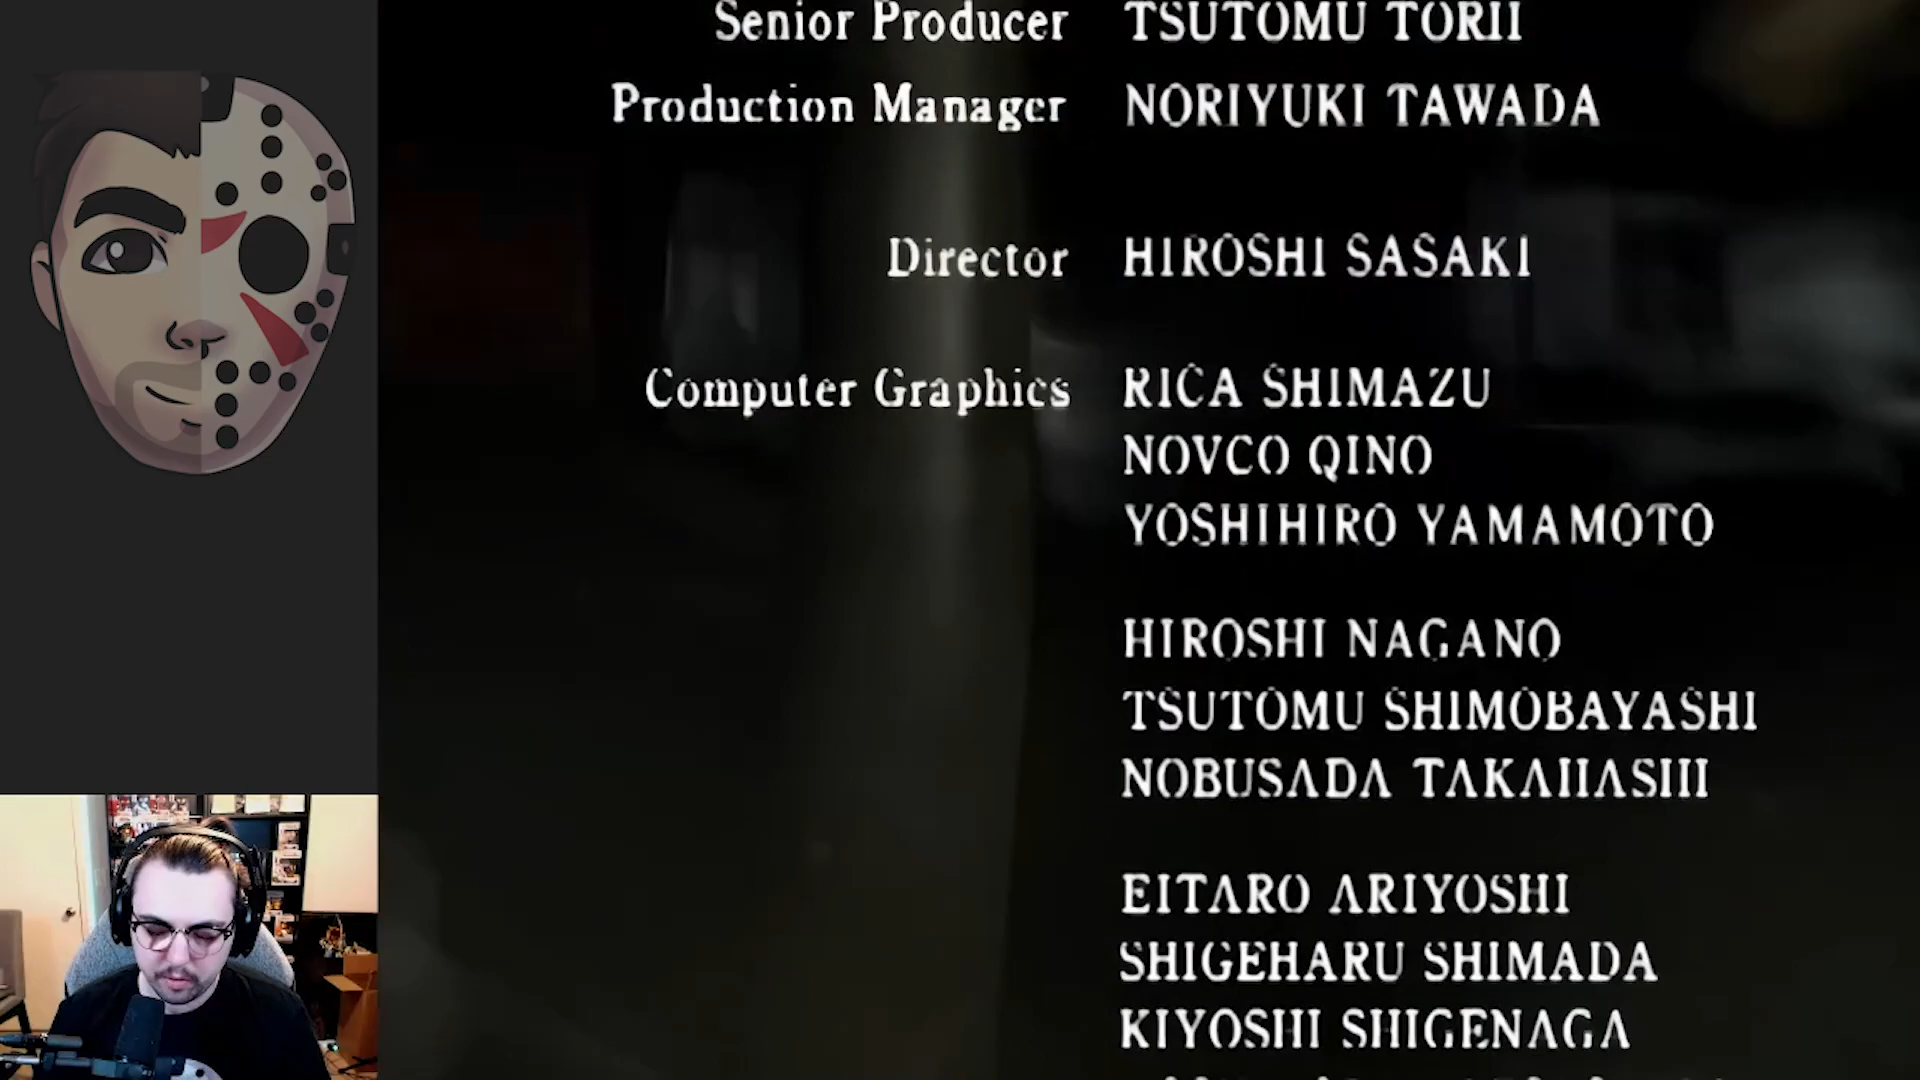 Senior Producer TSUTOMU TORII
Production Manager NORIYUKI TAWADA
Director HIROSHI SASAKI
Computer Graphics RICA SHIMAZU
NOVCO QINO
YOSHIHIRO YAMAMOTO
HIROSHI NAGANO
TSUTOMU SHIMOBAYASHI
NOBUSADA TAKAHASHI
EITARO ARIYOSHI
SHIGEHARU SHIMADA
KIYOSHI SHIGENAGA